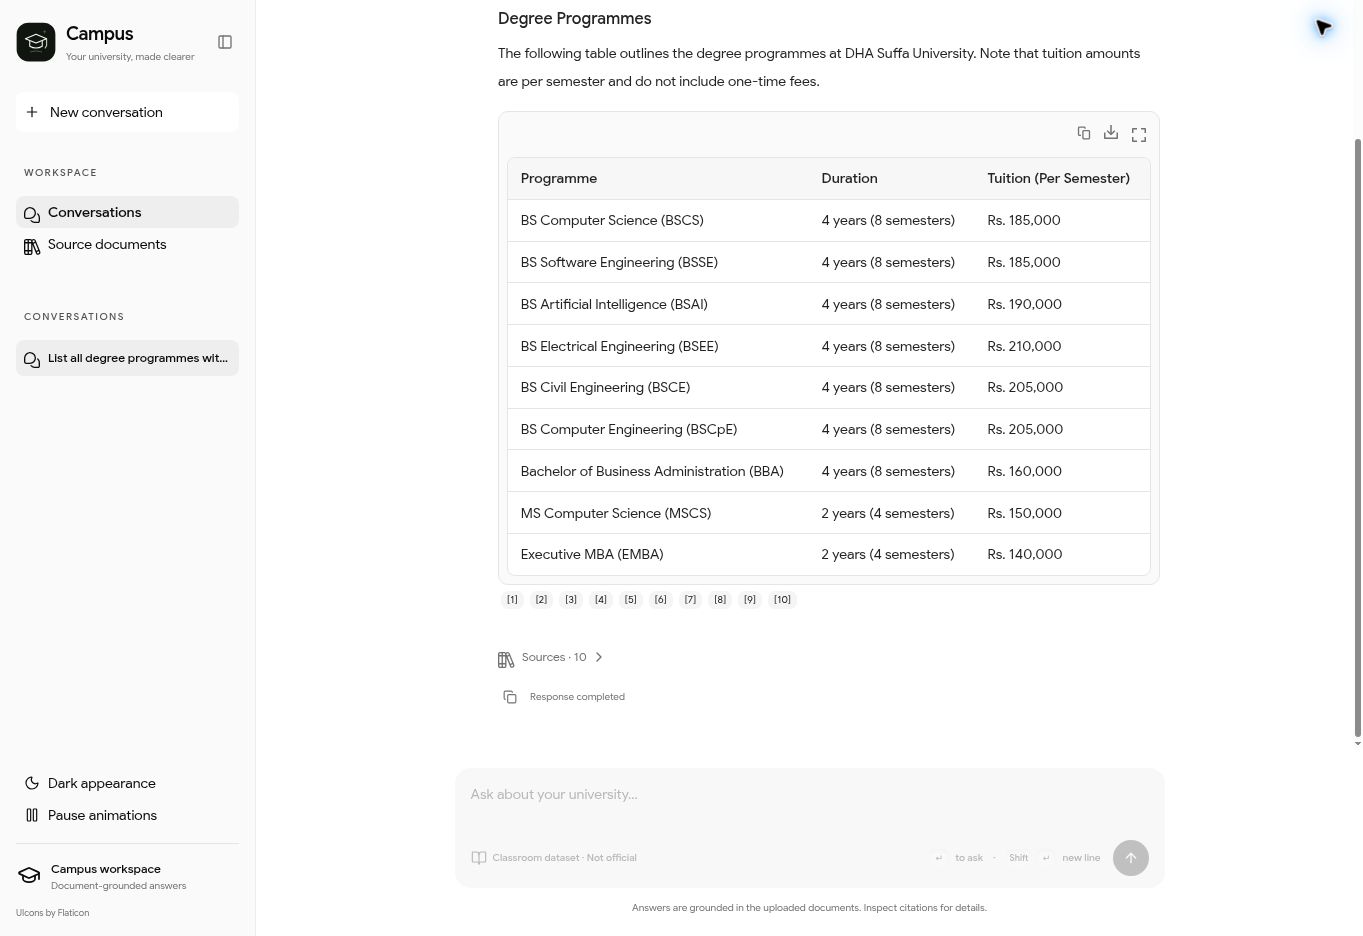 Campus
Your university, made clearer
New conversation
WORKSPACE
Conversations
Source documents
CONVERSATIONS
List all degree programmes wit...
Dark appearance
Pause animations
Campus workspace
Document-grounded answers
UIcons by Flaticon
Degree Programmes
The following table outlines the degree programmes at DHA Suffa University. Note that tuition amounts
are per semester and do not include one-time fees.
Programme Duration Tuition (Per Semester)
BS Computer Science (BSCS) 4 years (8 semesters) Rs. 185,000
BS Software Engineering (BSSE) 4 years (8 semesters) Rs. 185,000
BS Artificial Intelligence (BSAI) 4 years (8 semesters) Rs. 190,000
BS Electrical Engineering (BSEE) 4 years (8 semesters) Rs. 210,000
BS Civil Engineering (BSCE) 4 years (8 semesters) Rs. 205,000
BS Computer Engineering (BSCpE) 4 years (8 semesters) Rs. 205,000
Bachelor of Business Administration (BBA) 4 years (8 semesters) Rs. 160,000
MS Computer Science (MSCS) 2 years (4 semesters) Rs. 150,000
Executive MBA (EMBA) 2 years (4 semesters) Rs. 140,000
[1] [2] [3] [4] [5] [6] [7] [8] [9] [10]
Sources · 10
Response completed
Ask about your university...
Classroom dataset · Not official ↵ to ask · Shift ↵ new line
Answers are grounded in the uploaded documents. Inspect citations for details.